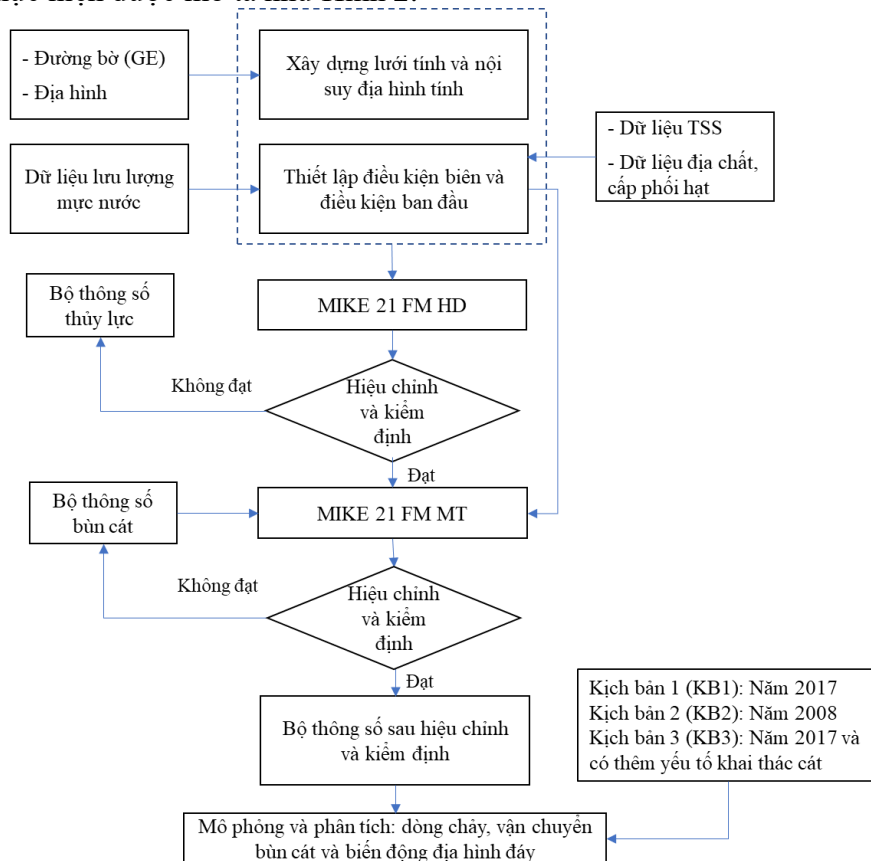 - Đường bờ (GE)
- Địa hình
Xây dựng lưới tính và nội
suy địa hình tính
- Dữ liệu TSS
- Dữ liệu địa chất,
cấp phối hạt
Dữ liệu lưu lượng
mực nước
Thiết lập điều kiện biên và
điều kiện ban đầu
Bộ thông số
thủy lực
MIKE 21 FM HD
Không đạt
Hiệu chỉnh
và kiểm
định
Đạt
Bộ thông số
bùn cát
MIKE 21 FM MT
Không đạt
Hiệu chỉnh
và kiểm
định
Đạt
Bộ thông số sau hiệu chỉnh
và kiểm định
Kịch bản 1 (KB1): Năm 2017
Kịch bản 2 (KB2): Năm 2008
Kịch bản 3 (KB3): Năm 2017 và
có thêm yếu tố khai thác cát
Mô phỏng và phân tích: dòng chảy, vận chuyển
bùn cát và biến động địa hình đáy